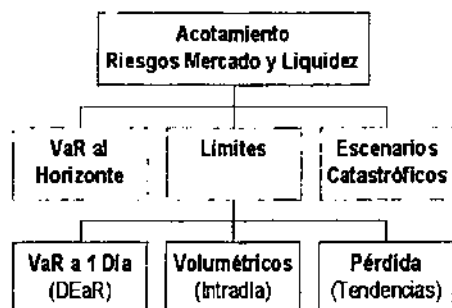 Acotamiento
Riesgos Mercado y Liquidez
VaR al
Horizonte
Límites
Escenarios
Catastróficos
VaR a 1 Día
(DEaR)
Volumétricos
(Intradía)
Pérdida
(Tendencias)